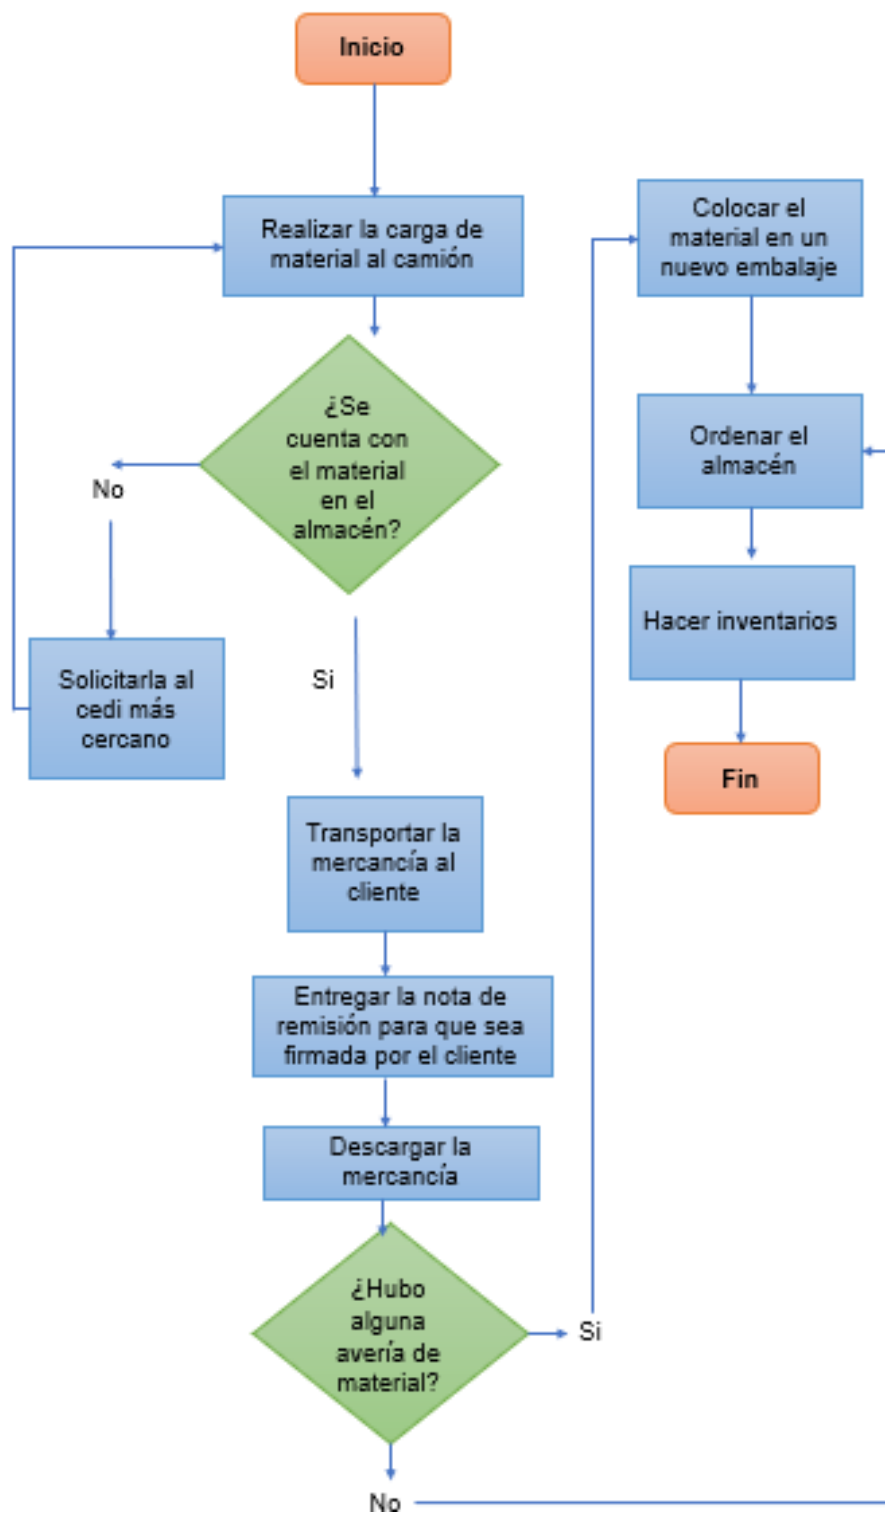 Inicio
Realizar la carga de
material al camión
¿Se
cuenta con
el material
en el
almacén?
No
Solicitarla al
cedi más
cercano
Si
Transportar la
mercancía al
cliente
Entregar la nota de
remisión para que sea
firmada por el cliente
Descargar la
mercancía
¿Hubo
alguna
avería de
material?
Si
No
Colocar el
material en un
nuevo embalaje
Ordenar el
almacén
Hacer inventarios
Fin